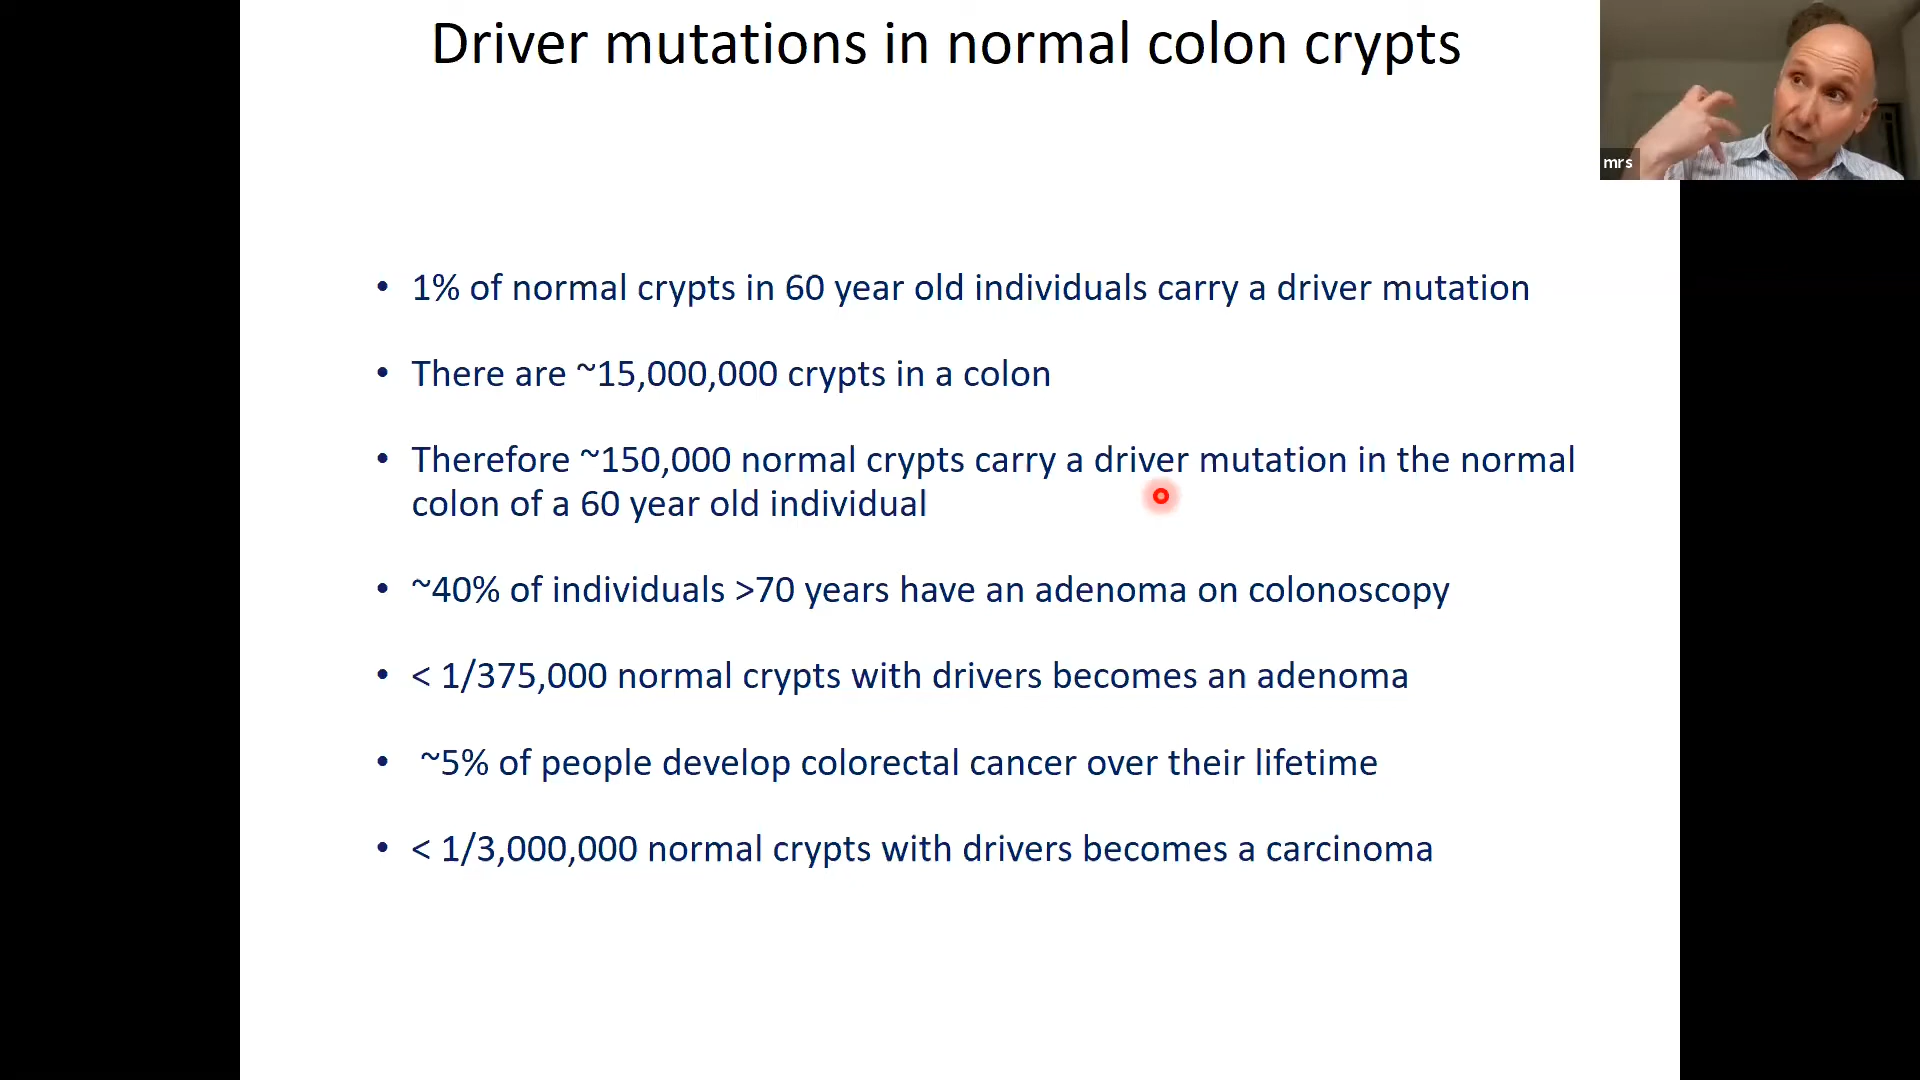 Driver mutations in normal colon crypts
mrs
• 1% of normal crypts in 60 year old individuals carry a driver mutation
• There are ~15,000,000 crypts in a colon
• Therefore ~150,000 normal crypts carry a driver mutation in the normal
colon of a 60 year old individual
• ~40% of individuals >70 years have an adenoma on colonoscopy
• < 1/375,000 normal crypts with drivers becomes an adenoma
• ~5% of people develop colorectal cancer over their lifetime
• < 1/3,000,000 normal crypts with drivers becomes a carcinoma